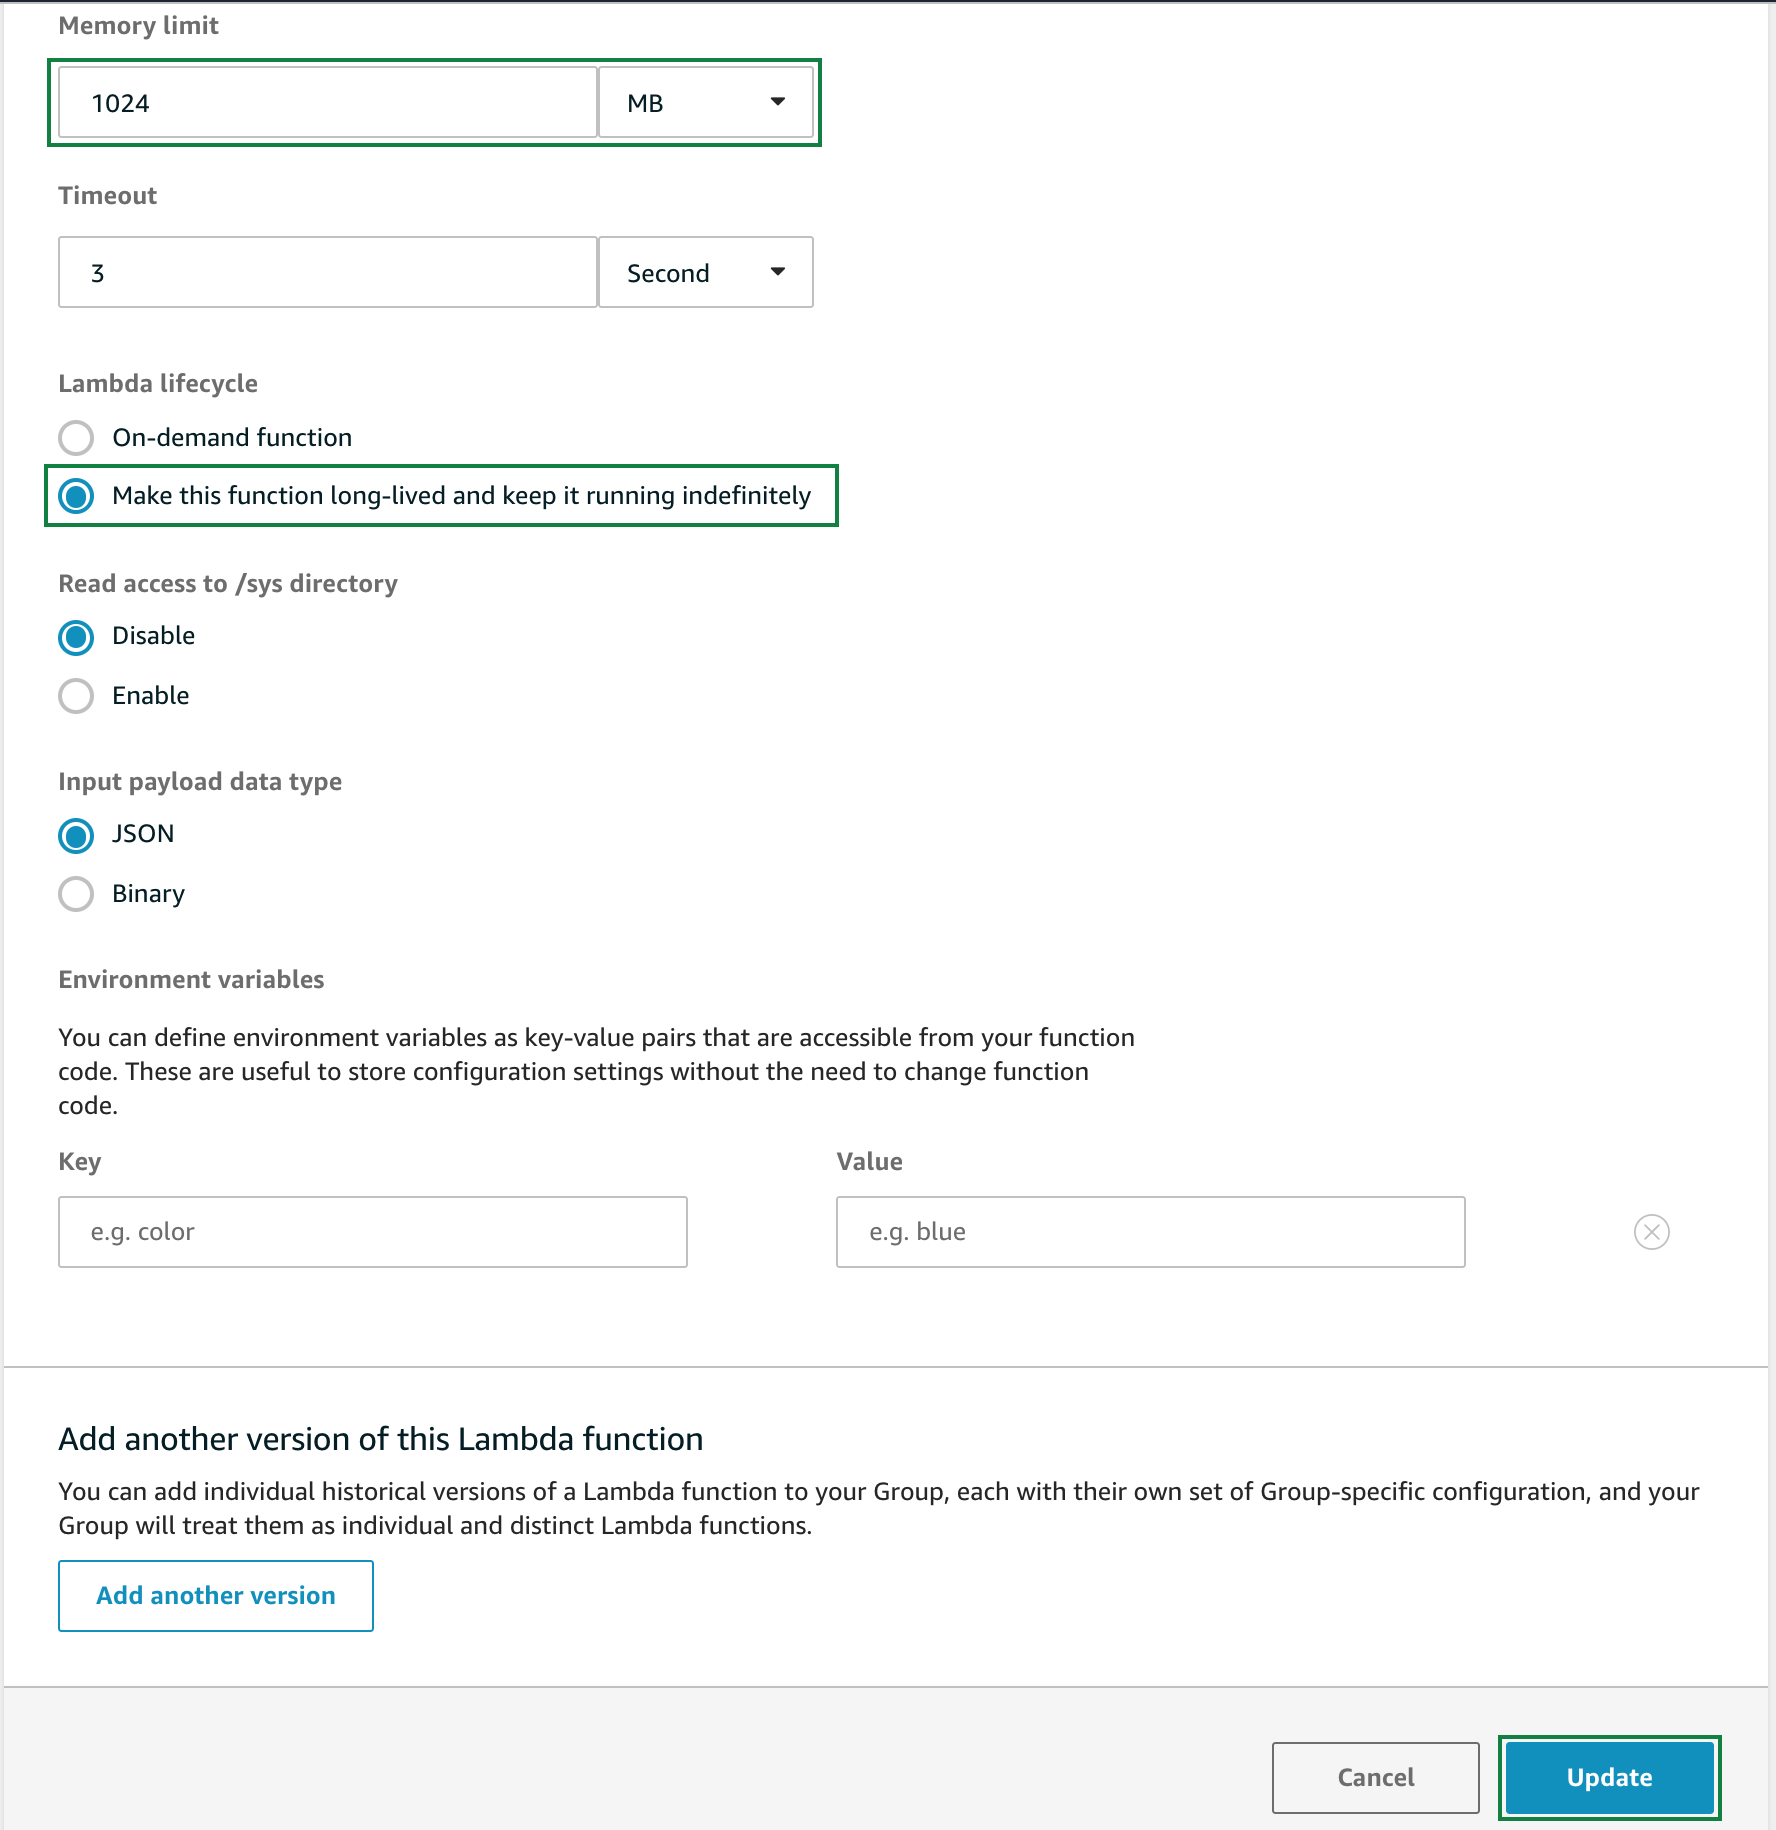 Memory limit
1024 MB
Timeout
3 Second
Lambda lifecycle
On-demand function
Make this function long-lived and keep it running indefinitely
Read access to /sys directory
Disable
Enable
Input payload data type
JSON
Binary
Environment variables
You can define environment variables as key-value pairs that are accessible from your function
code. These are useful to store configuration settings without the need to change function
code.
Key Value
e.g. color e.g. blue
Add another version of this Lambda function
You can add individual historical versions of a Lambda function to your Group, each with their own set of Group-specific configuration, and your
Group will treat them as individual and distinct Lambda functions.
Add another version
Cancel Update